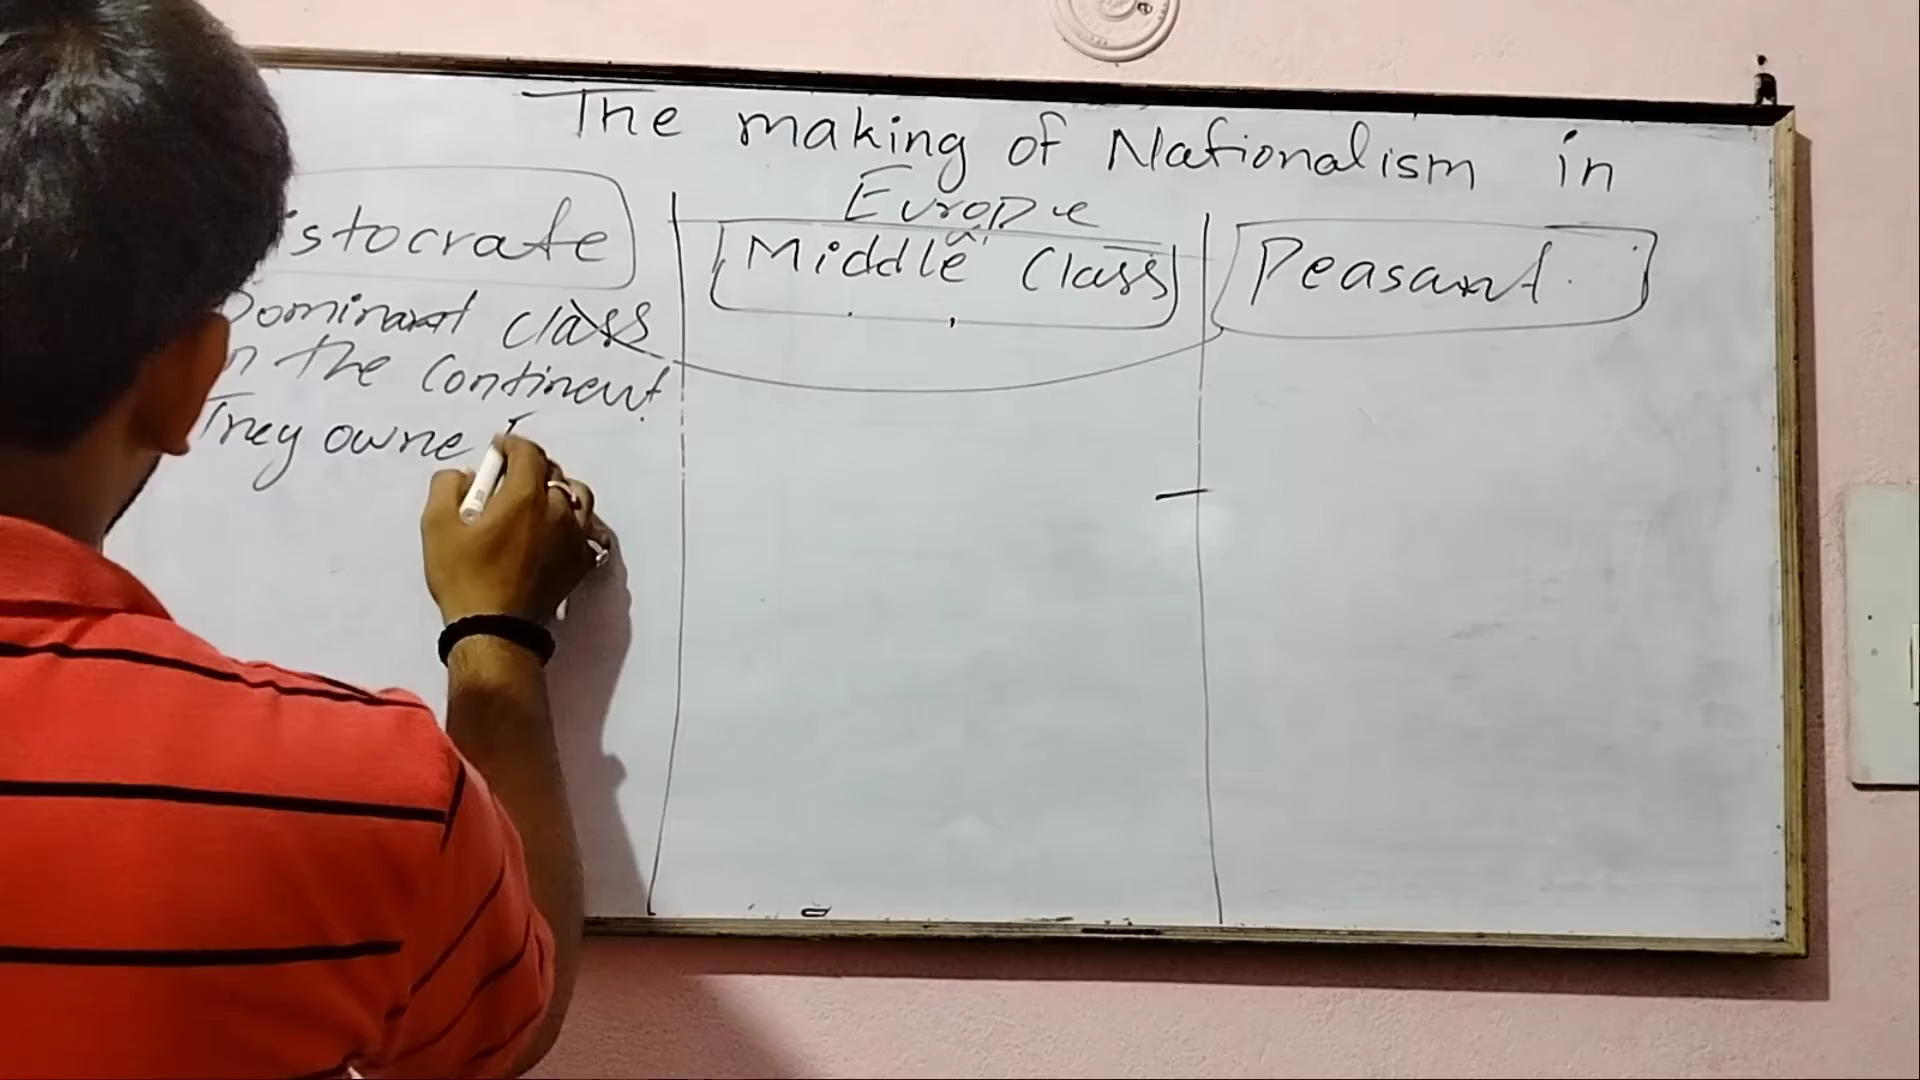 The making of Nationalism in
Europe
istocrate
Middle Class
Peasant
Dominant class
n the continent.
They owne